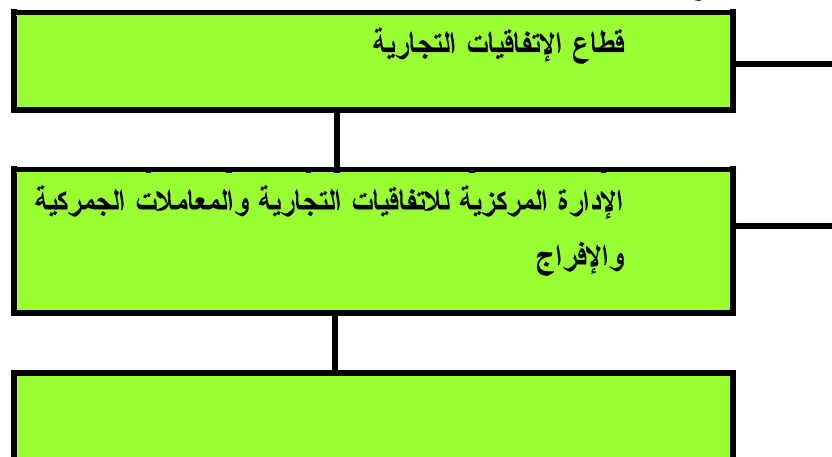 قطاع الإتفاقيات التجارية
الإدارة المركزية للاتفاقيات التجارية والمعاملات الجمركية
والإفراج